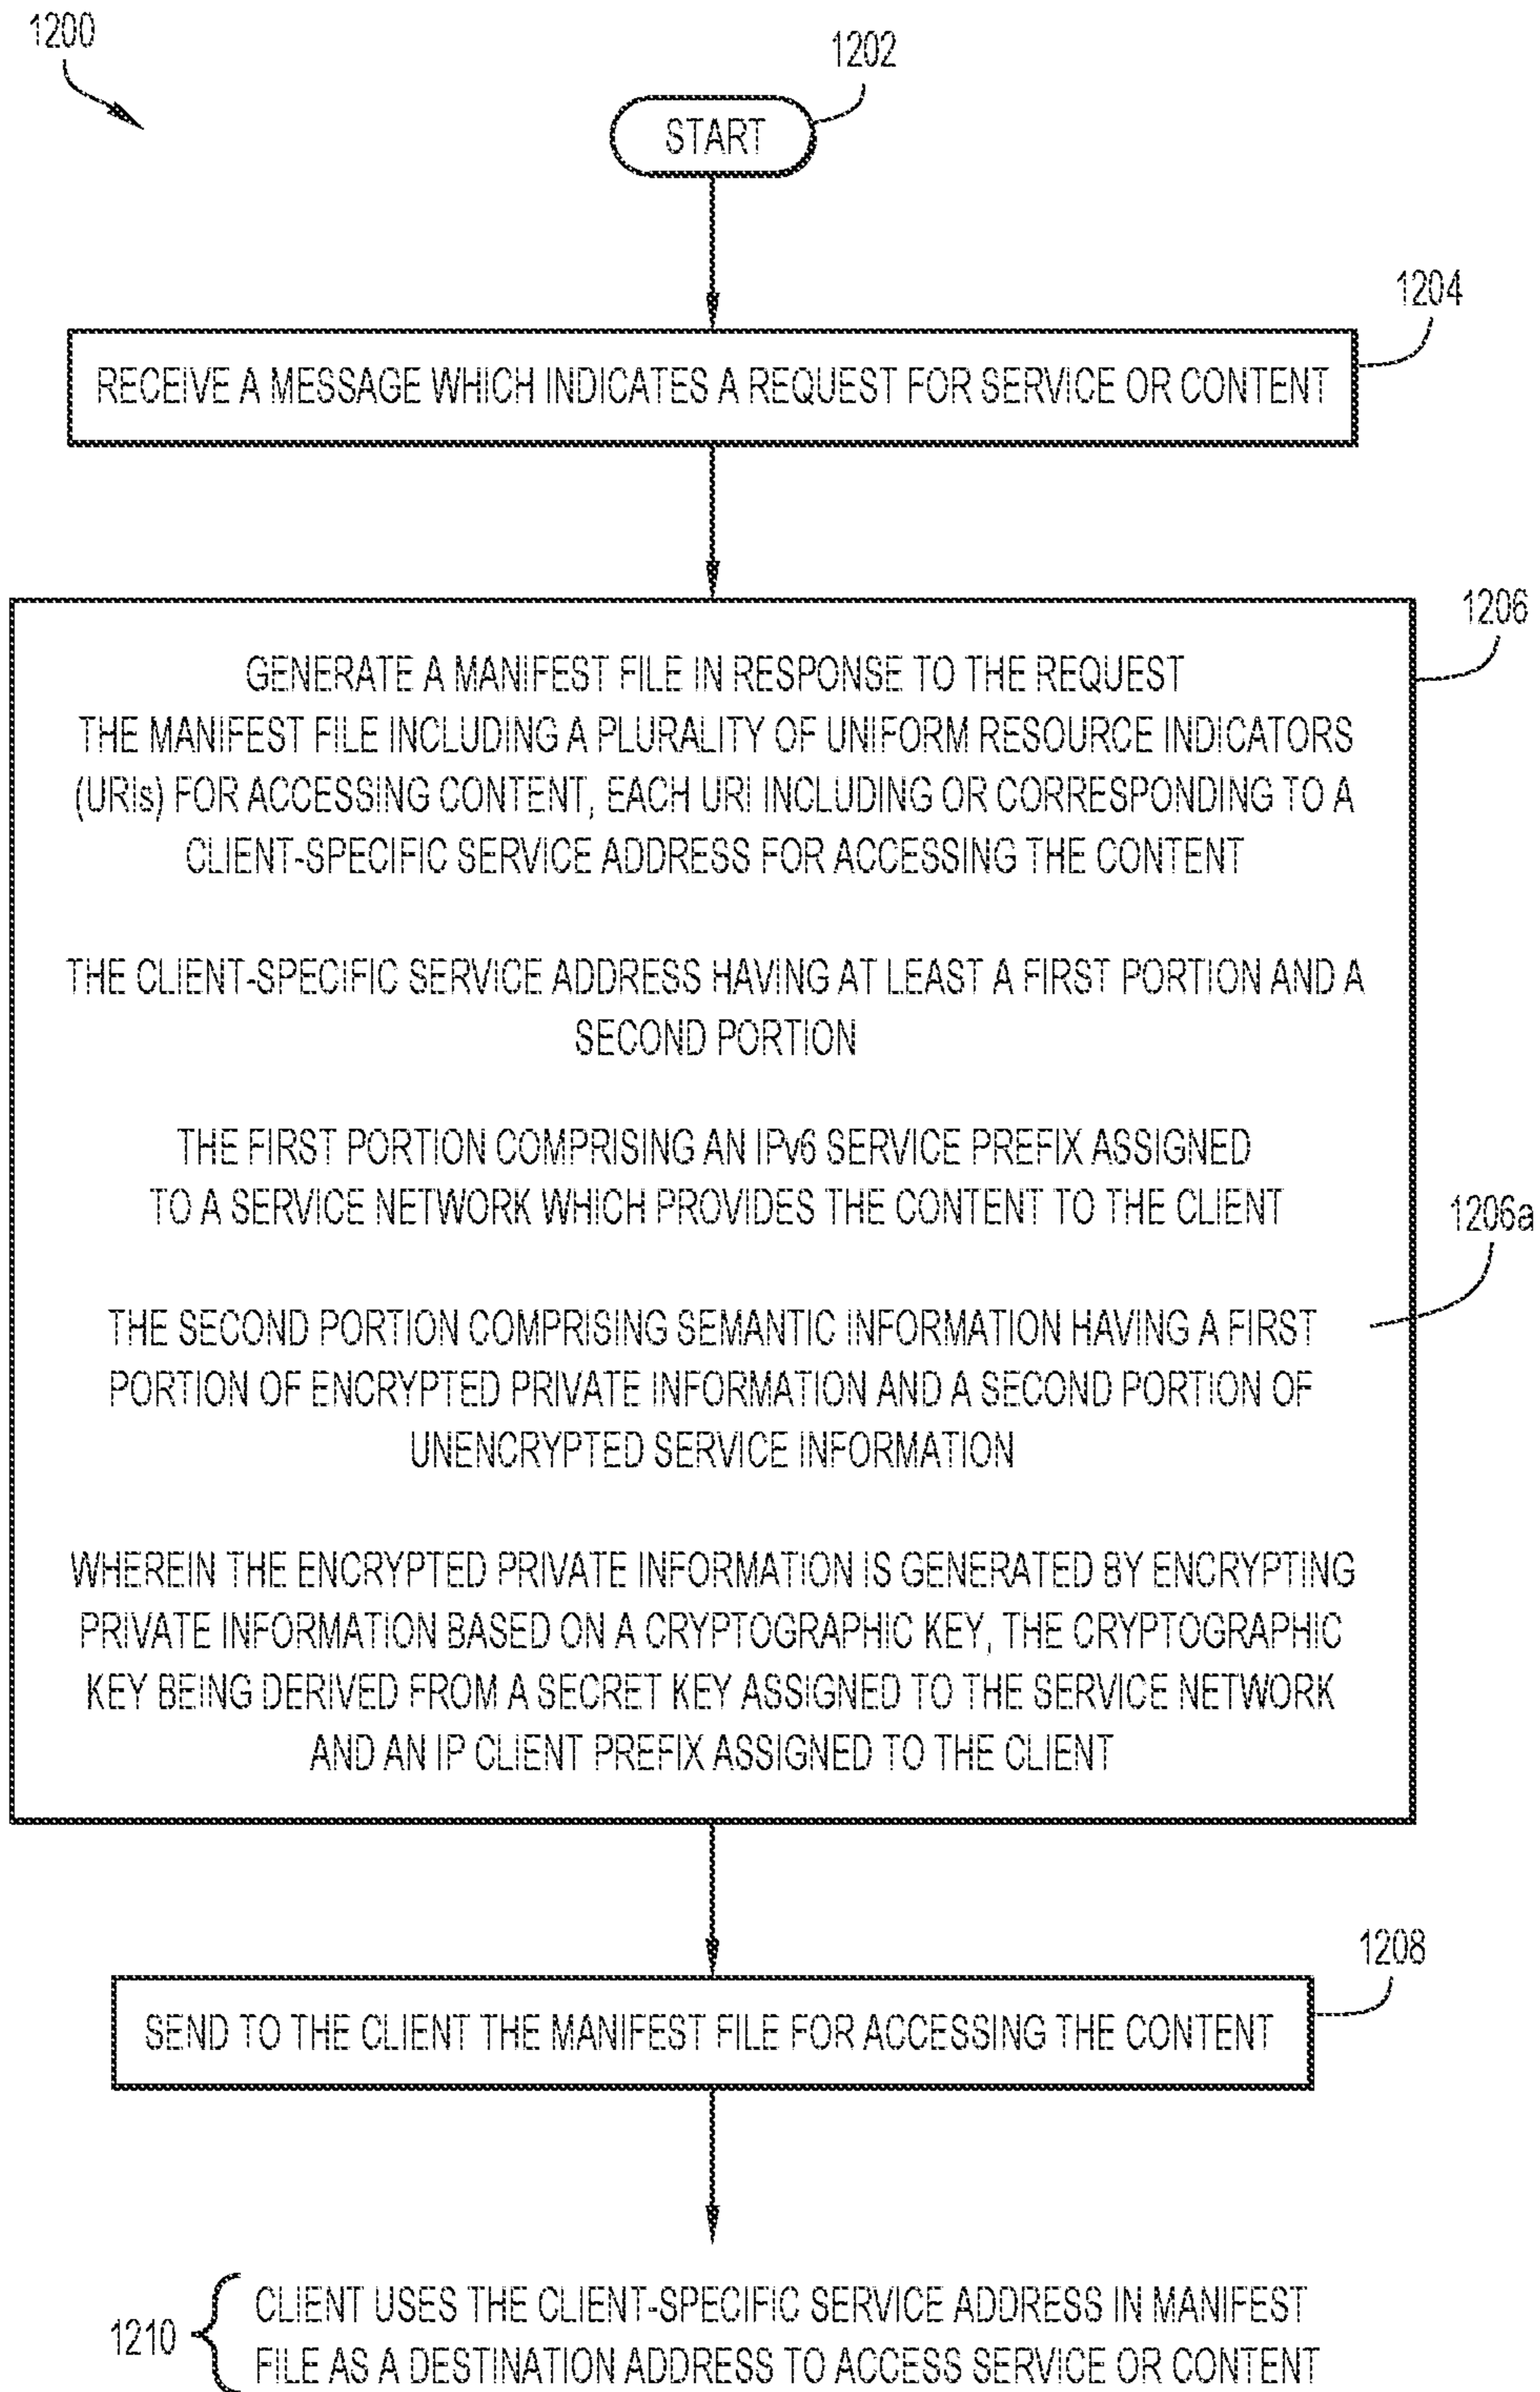 1200
1202
START
1204
RECEIVE A MESSAGE WHICH INDICATES A REQUEST FOR SERVICE OR CONTENT
1206
GENERATE A MANIFEST FILE IN RESPONSE TO THE REQUEST
THE MANIFEST FILE INCLUDING A PLURALITY OF UNIFORM RESOURCE INDICATORS
(URIs) FOR ACCESSING CONTENT, EACH URI INCLUDING OR CORRESPONDING TO A
CLIENT-SPECIFIC SERVICE ADDRESS FOR ACCESSING THE CONTENT
THE CLIENT-SPECIFIC SERVICE ADDRESS HAVING AT LEAST A FIRST PORTION AND A
SECOND PORTION
THE FIRST PORTION COMPRISING AN IPv6 SERVICE PREFIX ASSIGNED
TO A SERVICE NETWORK WHICH PROVIDES THE CONTENT TO THE CLIENT
1206a
THE SECOND PORTION COMPRISING SEMANTIC INFORMATION HAVING A FIRST
PORTION OF ENCRYPTED PRIVATE INFORMATION AND A SECOND PORTION OF
UNENCRYPTED SERVICE INFORMATION
WHEREIN THE ENCRYPTED PRIVATE INFORMATION IS GENERATED BY ENCRYPTING
PRIVATE INFORMATION BASED ON A CRYPTOGRAPHIC KEY, THE CRYPTOGRAPHIC
KEY BEING DERIVED FROM A SECRET KEY ASSIGNED TO THE SERVICE NETWORK
AND AN IP CLIENT PREFIX ASSIGNED TO THE CLIENT
1208
SEND TO THE CLIENT THE MANIFEST FILE FOR ACCESSING THE CONTENT
1210
CLIENT USES THE CLIENT-SPECIFIC SERVICE ADDRESS IN MANIFEST
FILE AS A DESTINATION ADDRESS TO ACCESS SERVICE OR CONTENT